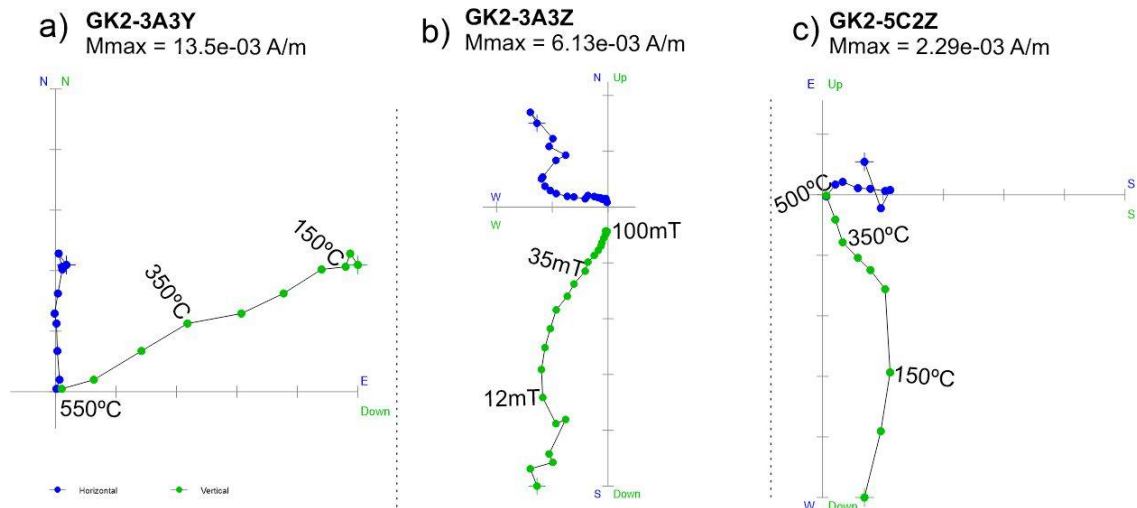 a) GK2-3A3Y
Mmax = 13.5e-03 A/m
N N
150ºC
350ºC
E
550ºC
Down
Horizontal Vertical
b) GK2-3A3Z
Mmax = 6.13e-03 A/m
N Up
W
W
100mT
35mT
12mT
S Down
c) GK2-5C2Z
Mmax = 2.29e-03 A/m
E Up
500ºC
S
S
350ºC
150ºC
W Down